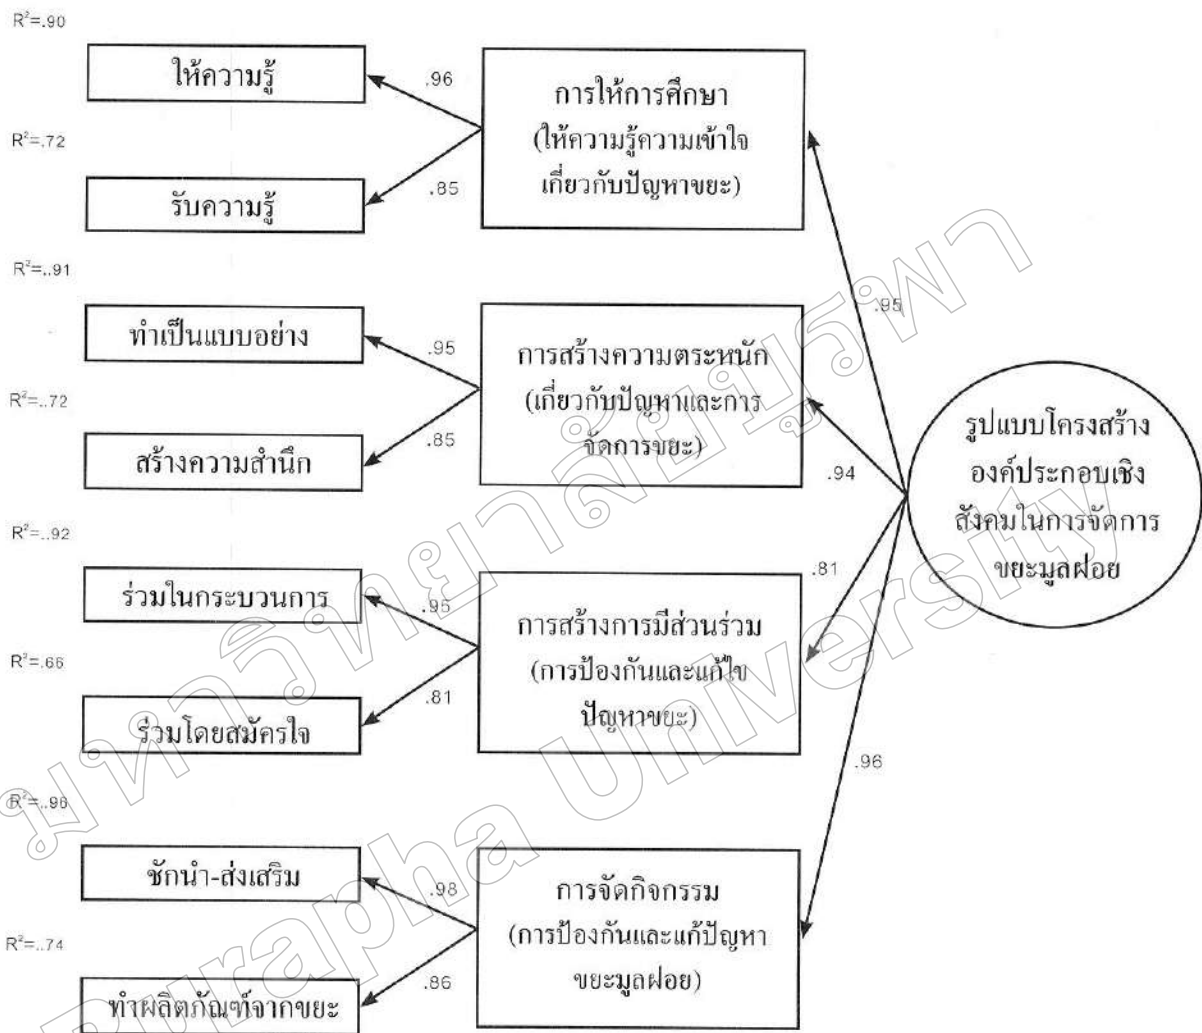 R²=.90
ให้ความรู้
.96
R²=.72
รับความรู้
.85
การให้การศึกษา
(ให้ความรู้ความเข้าใจ
เกี่ยวกับปัญหาขยะ)
.95
R²=..91
ทำเป็นแบบอย่าง
.95
R²=..72
สร้างความสำนึก
.85
การสร้างความตระหนัก
(เกี่ยวกับปัญหาและการ
จัดการขยะ)
.94
รูปแบบโครงสร้าง
องค์ประกอบเชิง
สังคมในการจัดการ
ขยะมูลฝอย
R²=..92
ร่วมในกระบวนการ
.95
R²=.66
ร่วมโดยสมัครใจ
.81
การสร้างการมีส่วนร่วม
(การป้องกันและแก้ไข
ปัญหาขยะ)
.81
R²=..96
ชักนำ-ส่งเสริม
.98
R²=..74
ทำผลิตภัณฑ์จากขยะ
.86
การจัดกิจกรรม
(การป้องกันและแก้ปัญหา
ขยะมูลฝอย)
.96
มหาวิทยาลัยบูรพา
Burapha University